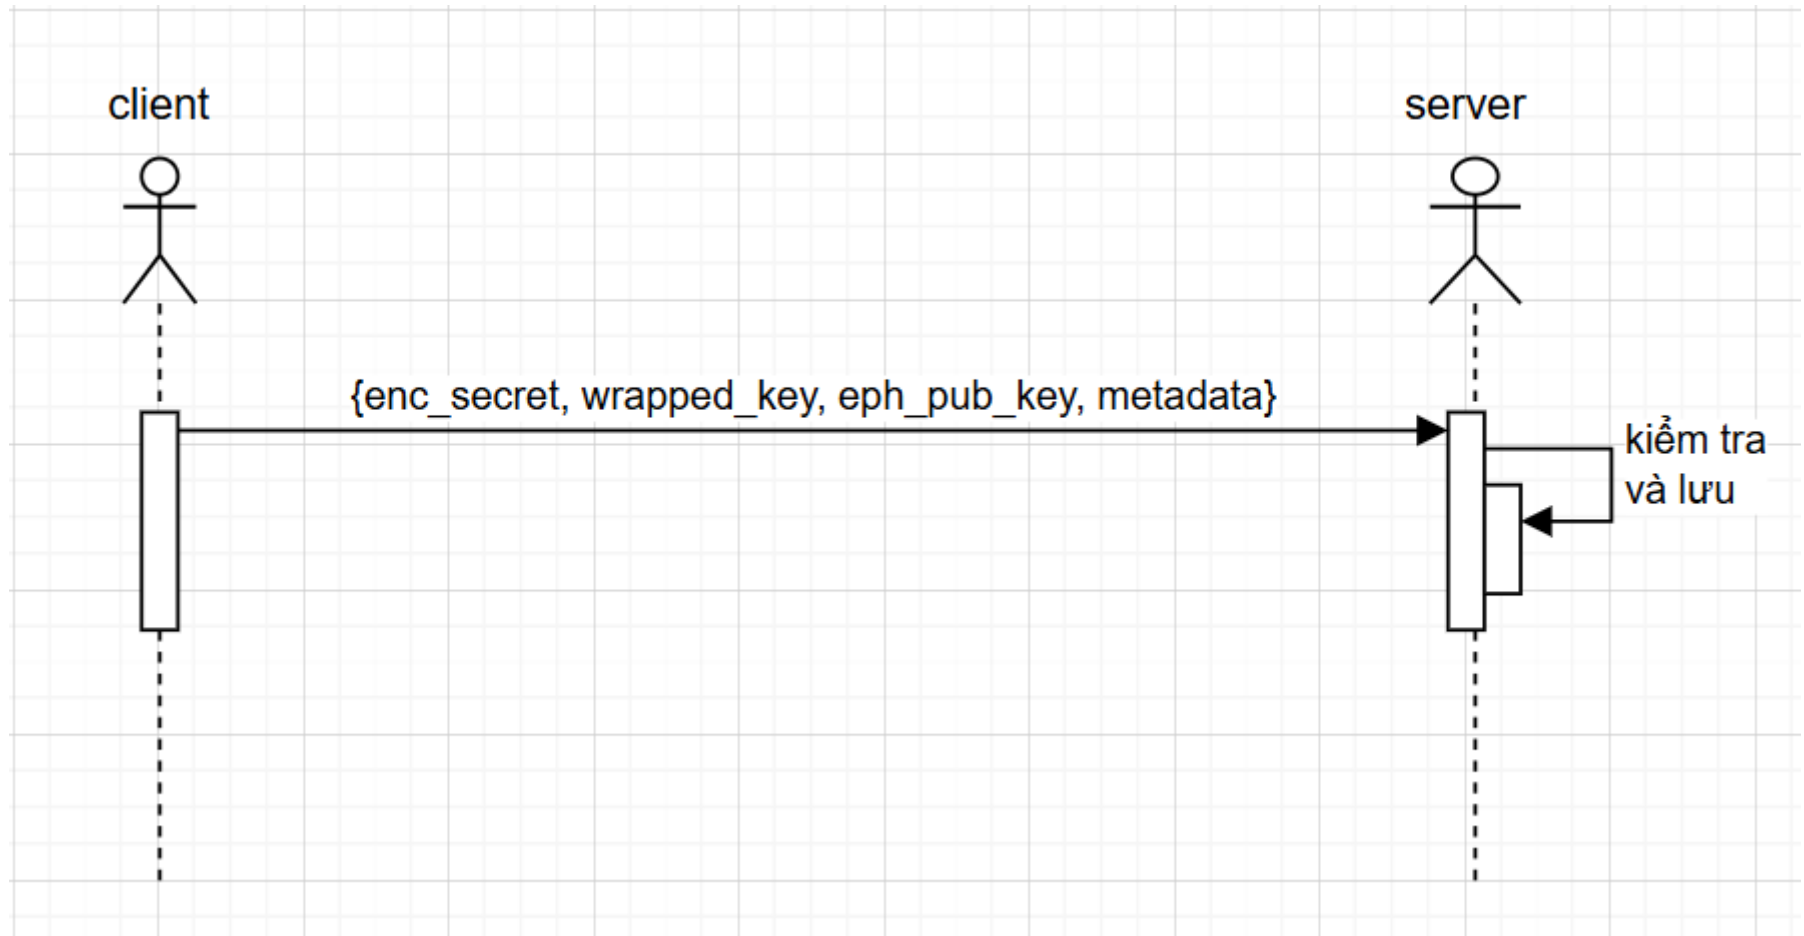 client
server
{enc_secret, wrapped_key, eph_pub_key, metadata}
kiểm tra
và lưu